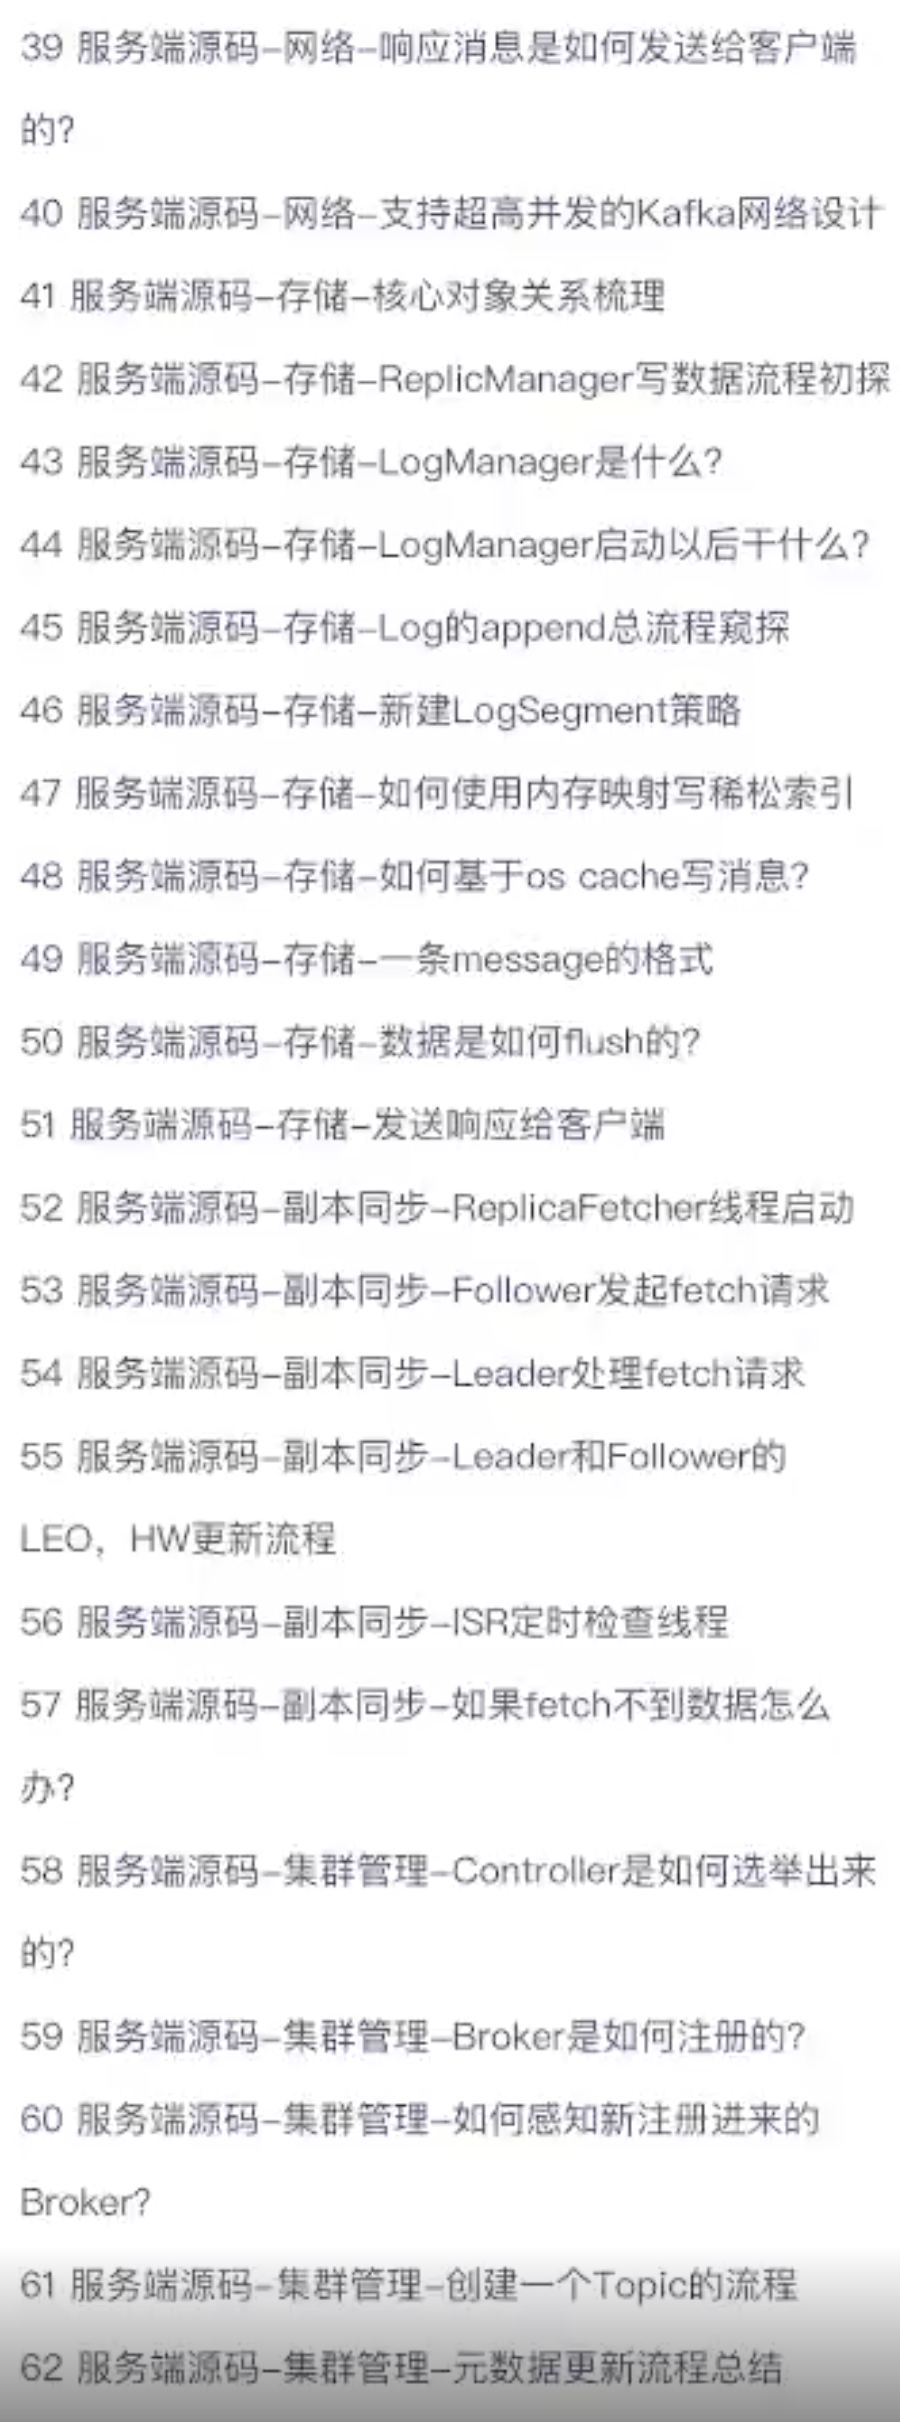 39 服务端源码-网络-响应消息是如何发送给客户端
的?
40 服务端源码-网络-支持超高并发的Kafka网络设计
41 服务端源码-存储-核心对象关系梳理
42 服务端源码-存储-ReplicManager写数据流程初探
43 服务端源码-存储-LogManager是什么?
44 服务端源码-存储-LogManager启动以后干什么?
45 服务端源码-存储-Log的append总流程窥探
46 服务端源码-存储-新建LogSegment策略
47 服务端源码-存储-如何使用内存映射写稀松索引
48 服务端源码-存储-如何基于os cache写消息?
49 服务端源码-存储-一条message的格式
50 服务端源码-存储-数据是如何flush的?
51 服务端源码-存储-发送响应给客户端
52 服务端源码-副本同步-ReplicaFetcher线程启动
53 服务端源码-副本同步-Follower发起fetch请求
54 服务端源码-副本同步-Leader处理fetch请求
55 服务端源码-副本同步-Leader和Follower的
LEO，HW更新流程
56 服务端源码-副本同步-ISR定时检查线程
57 服务端源码-副本同步-如果fetch不到数据怎么
办?
58 服务端源码-集群管理-Controller是如何选举出来
的?
59 服务端源码-集群管理-Broker是如何注册的?
60 服务端源码-集群管理-如何感知新注册进来的
Broker?
61 服务端源码-集群管理-创建一个Topic的流程
62 服务端源码-集群管理-元数据更新流程总结